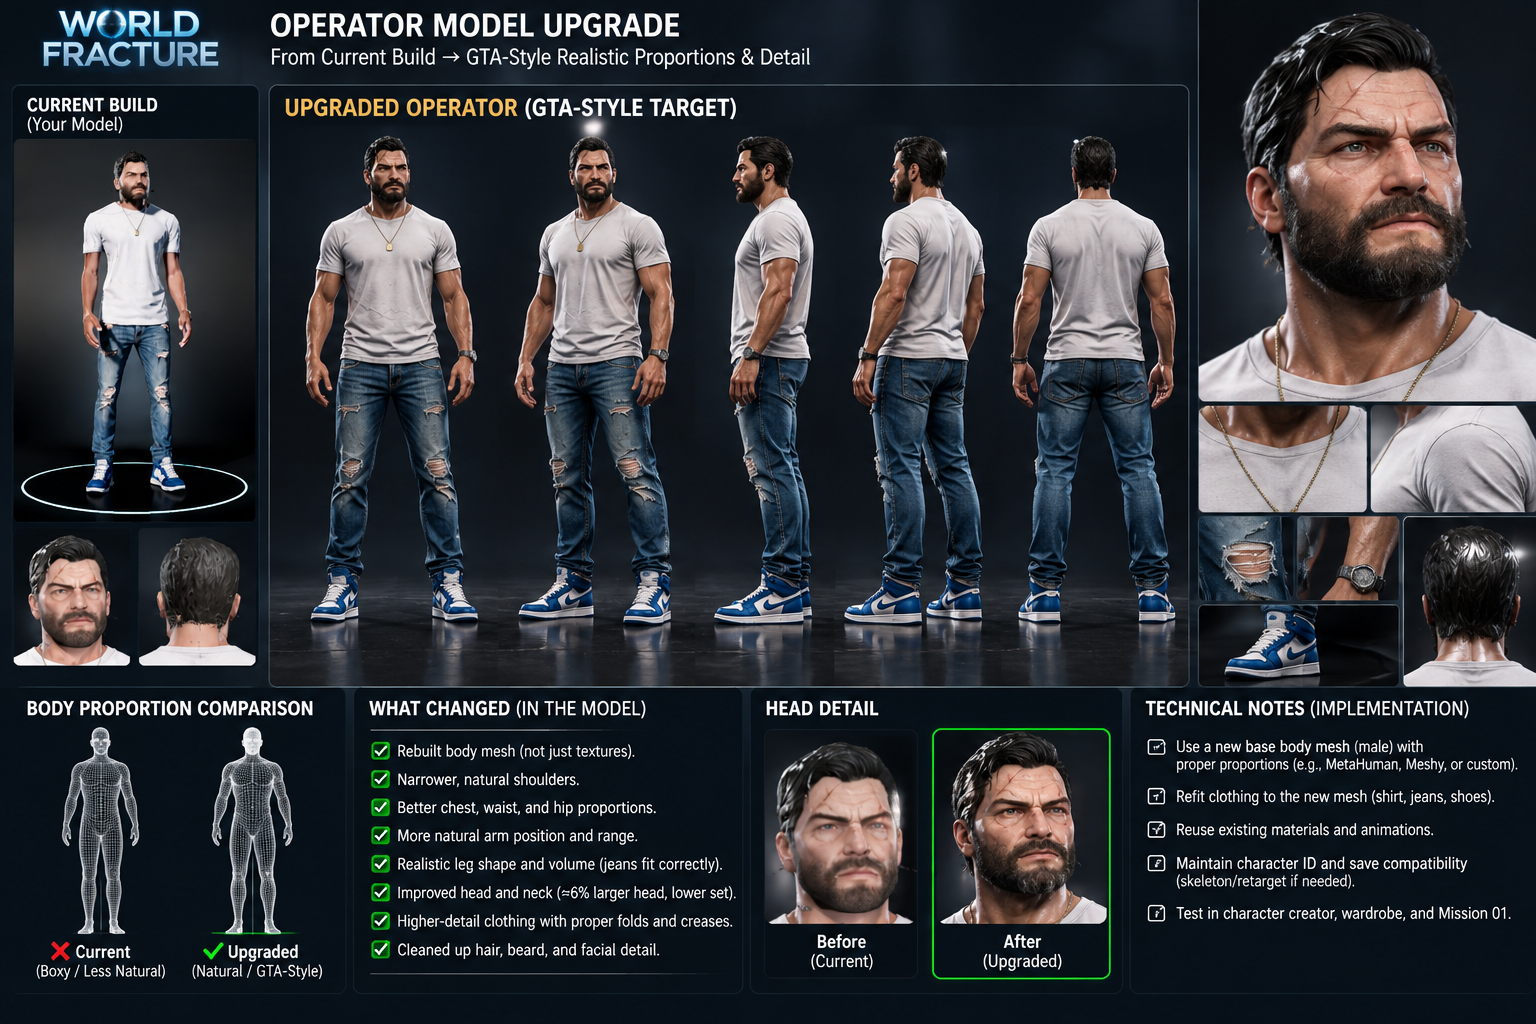 WORLD
FRACTURE
OPERATOR MODEL UPGRADE
From Current Build → GTA-Style Realistic Proportions & Detail
CURRENT BUILD
(Your Model)
UPGRADED OPERATOR (GTA-STYLE TARGET)
BODY PROPORTION COMPARISON
Current
(Boxy / Less Natural)
Upgraded
(Natural / GTA-Style)
WHAT CHANGED (IN THE MODEL)
Rebuilt body mesh (not just textures).
Narrower, natural shoulders.
Better chest, waist, and hip proportions.
More natural arm position and range.
Realistic leg shape and volume (jeans fit correctly).
Improved head and neck (≈6% larger head, lower set).
Higher-detail clothing with proper folds and creases.
Cleaned up hair, beard, and facial detail.
HEAD DETAIL
Before
(Current)
After
(Upgraded)
TECHNICAL NOTES (IMPLEMENTATION)
Use a new base body mesh (male) with
proper proportions (e.g., MetaHuman, Meshy, or custom).
Refit clothing to the new mesh (shirt, jeans, shoes).
Reuse existing materials and animations.
Maintain character ID and save compatibility
(skeleton/retarget if needed).
Test in character creator, wardrobe, and Mission 01.